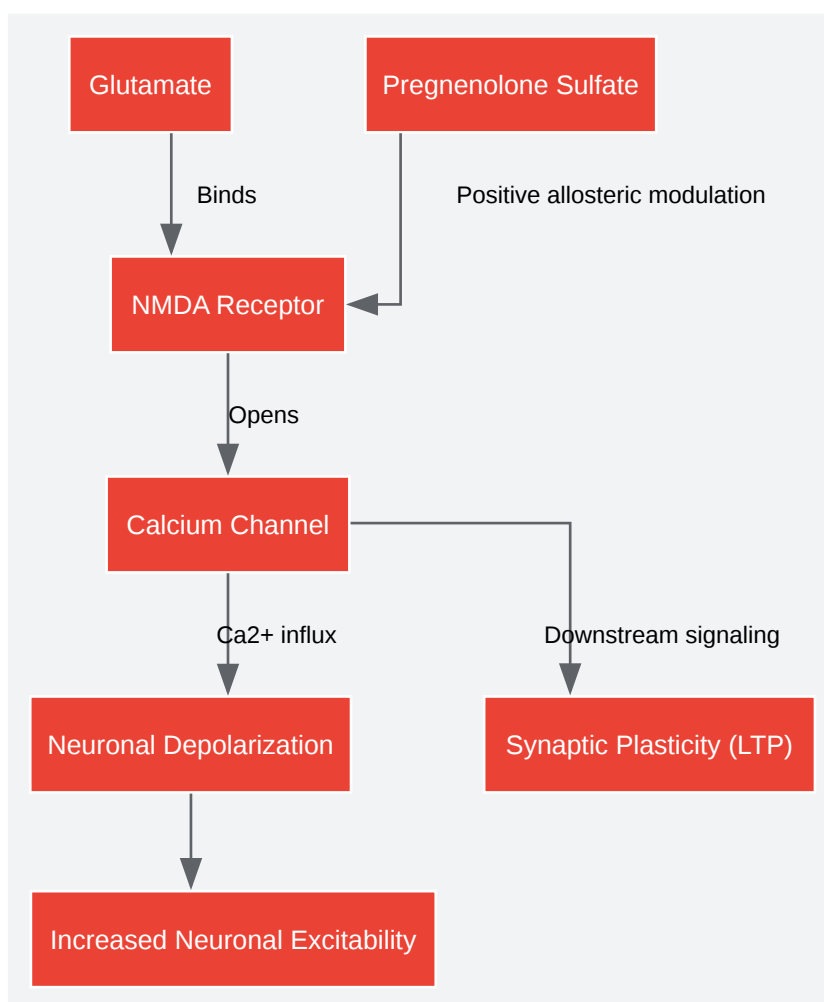 Glutamate
Pregnenolone Sulfate
Binds
Positive allosteric modulation
NMDA Receptor
Opens
Calcium Channel
Ca2+ influx
Downstream signaling
Neuronal Depolarization
Synaptic Plasticity (LTP)
Increased Neuronal Excitability